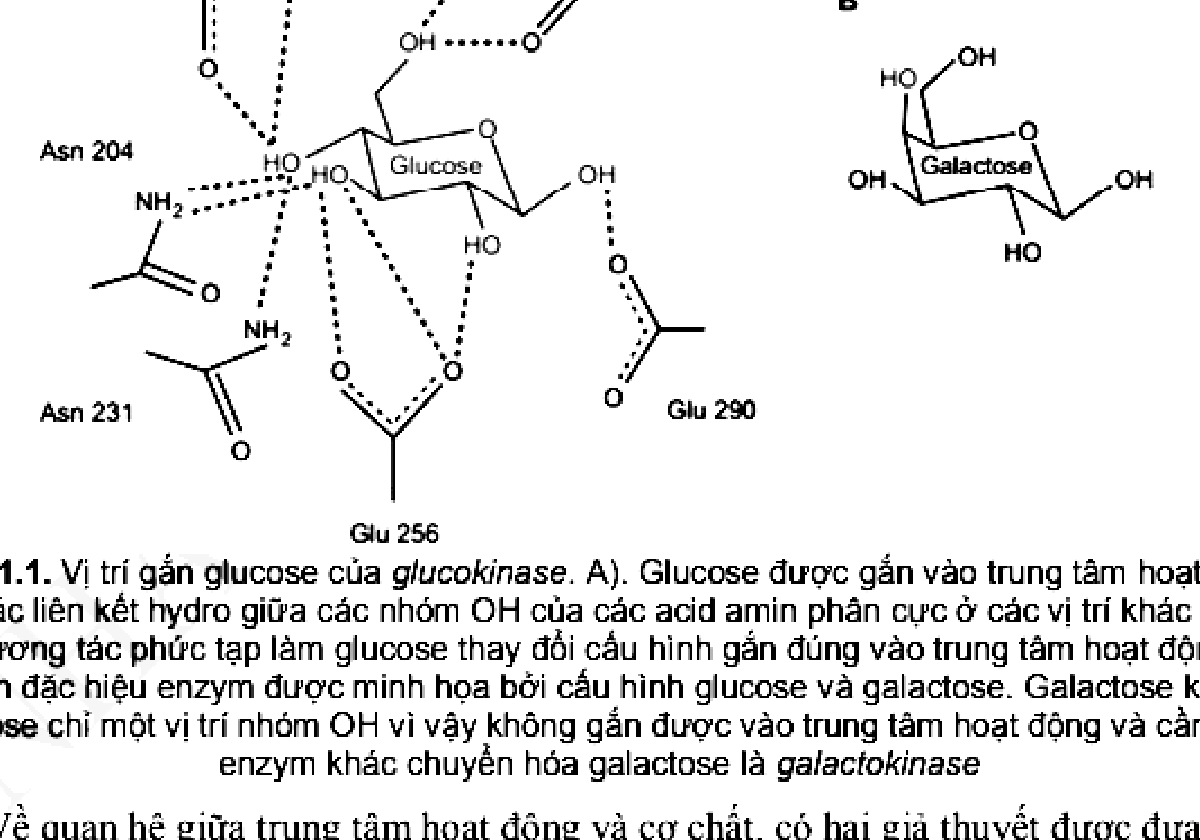 B
O
OH
O
OH
HO
O
O
Asn 204
HO
HO
Glucose
OH
Galactose
OH
OH
NH2
HO
HO
O
O
NH2
O
O
O
Asn 231
Glu 290
O
Glu 256
1.1. Vị trí gắn glucose của glucokinase. A). Glucose được gắn vào trung tâm hoạt
liên kết hydro giữa các nhóm OH của các acid amin phân cực ở các vị trí khác
tác phức tạp làm glucose thay đổi cấu hình gắn đúng vào trung tâm hoạt
đặc hiệu enzym được minh họa bởi cấu hình glucose và galactose. Galactose
chỉ một vị trí nhóm OH vì vậy không gắn được vào trung tâm hoạt động và
enzym khác chuyển hóa galactose là galactokinase
Về quan hệ giữa trung tâm hoạt động và cơ chất, có hai giả thuyết được đưa